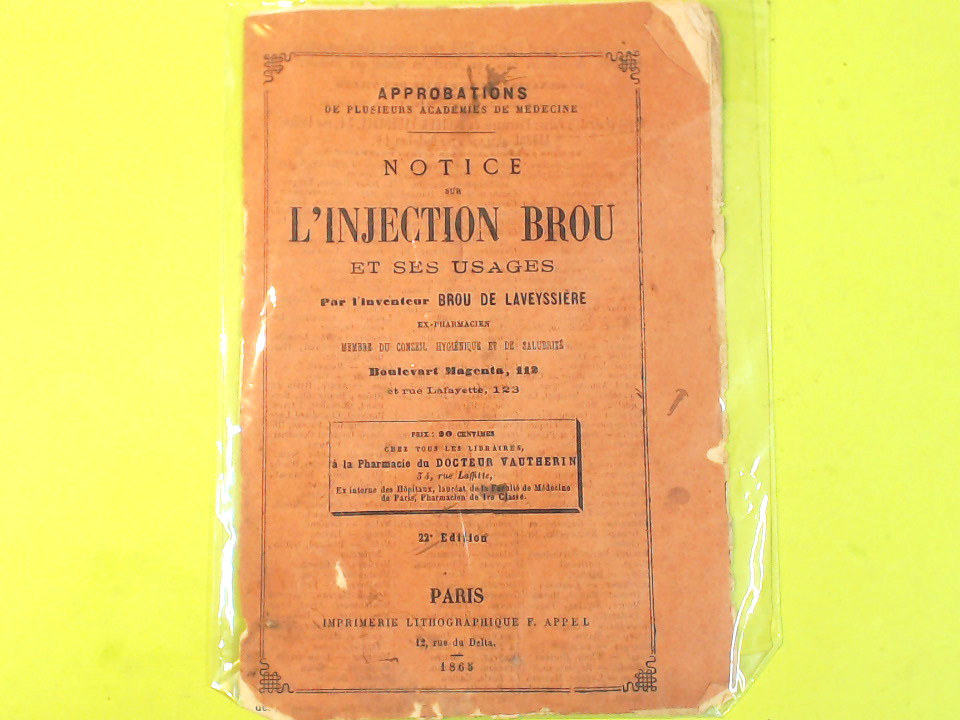 APPROBATIONS
DE PLUSIEURS ACADÉMIES DE MÉDECINE
NOTICE
SUR
L'INJECTION BROU
ET SES USAGES
Par l'inventeur BROU DE LAVEYSSIÈRE
EX-PHARMACIEN
MEMBRE DU CONSEIL HYGIÉNIQUE ET DE SALUBRITÉ
Boulevart Magenta, 112
et rue Lafayette, 123
PRIX : 20 CENTIMES
CHEZ TOUS LES LIBRAIRES,
à la Pharmacie du DOCTEUR VAUTHERIN
34, rue Laffitte,
Ex interne des Hôpitaux, lauréat de la Faculté de Médecine
de Paris, Pharmacien de 1re Classe.
22e Edition
PARIS
IMPRIMERIE LITHOGRAPHIQUE F. APPEL
12, rue du Delta.
1865
de